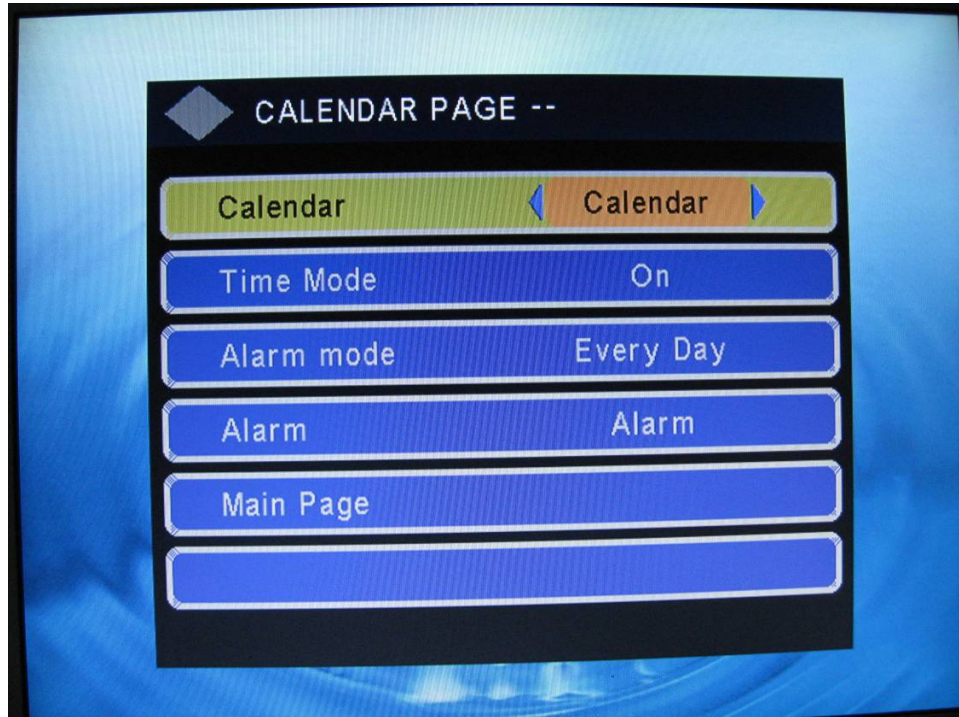 CALENDAR PAGE --
Calendar Calendar
Time Mode On
Alarm mode Every Day
Alarm Alarm
Main Page